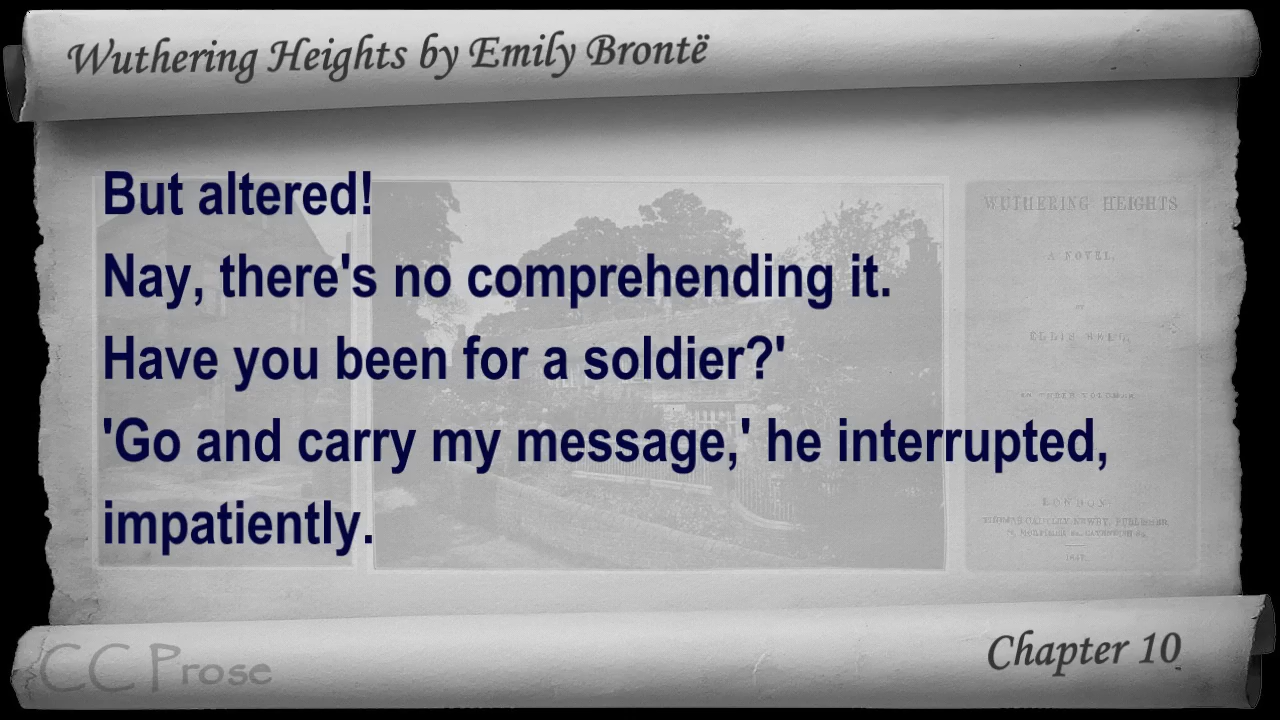 Wuthering Heights by Emily Brontë
But altered!
Nay, there's no comprehending it.
Have you been for a soldier?'
'Go and carry my message,' he interrupted,
impatiently.
WUTHERING HEIGHTS
A NOVEL,
LONDON:
1847.
CC Prose
Chapter 10